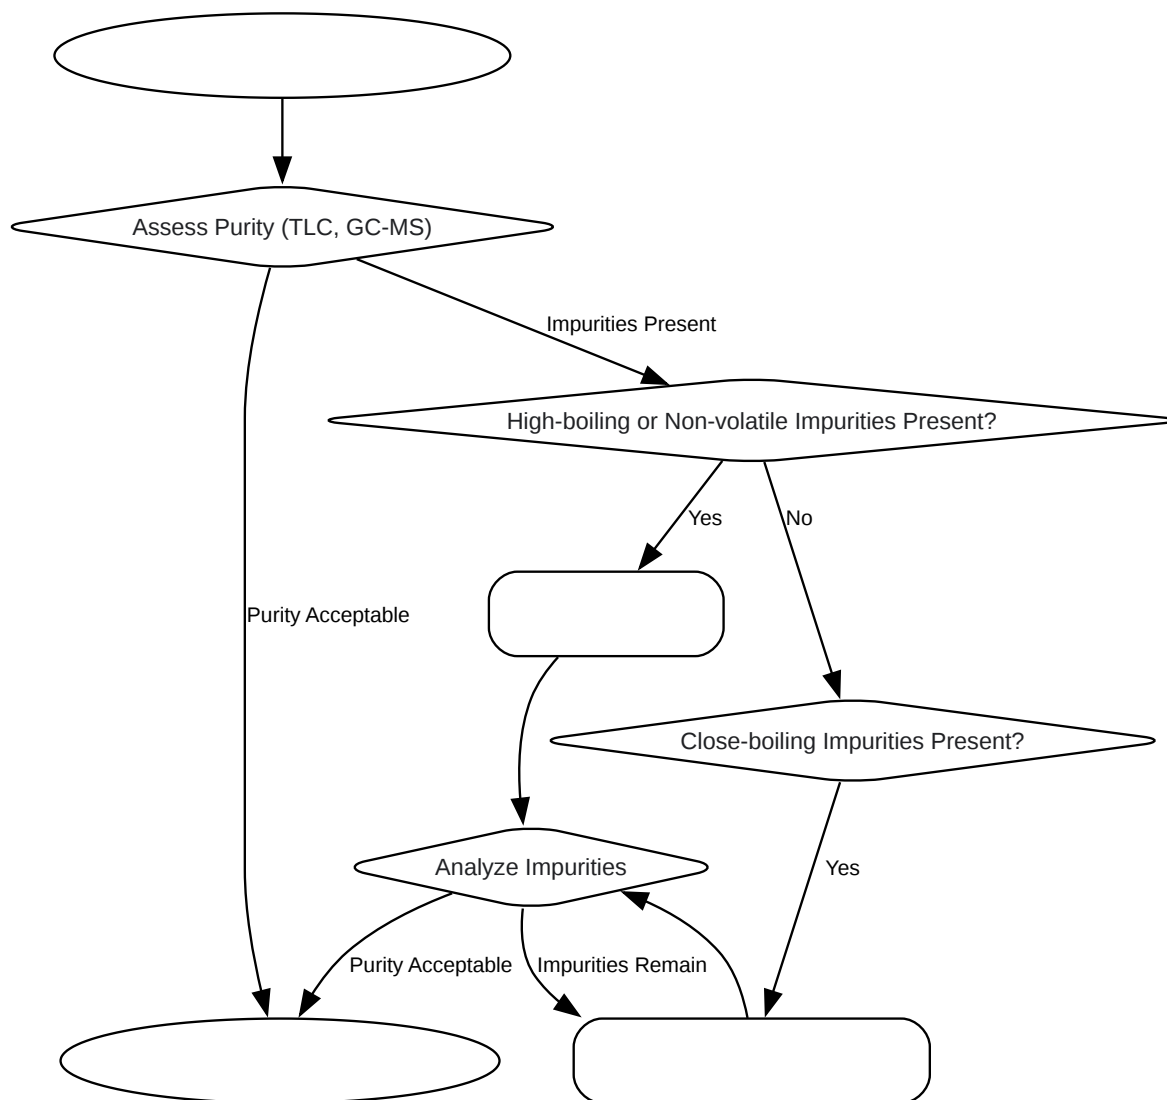 Assess Purity (TLC, GC-MS)
Impurities Present
High-boiling or Non-volatile Impurities Present?
Yes
No
Purity Acceptable
Close-boiling Impurities Present?
Analyze Impurities
Yes
Purity Acceptable
Impurities Remain